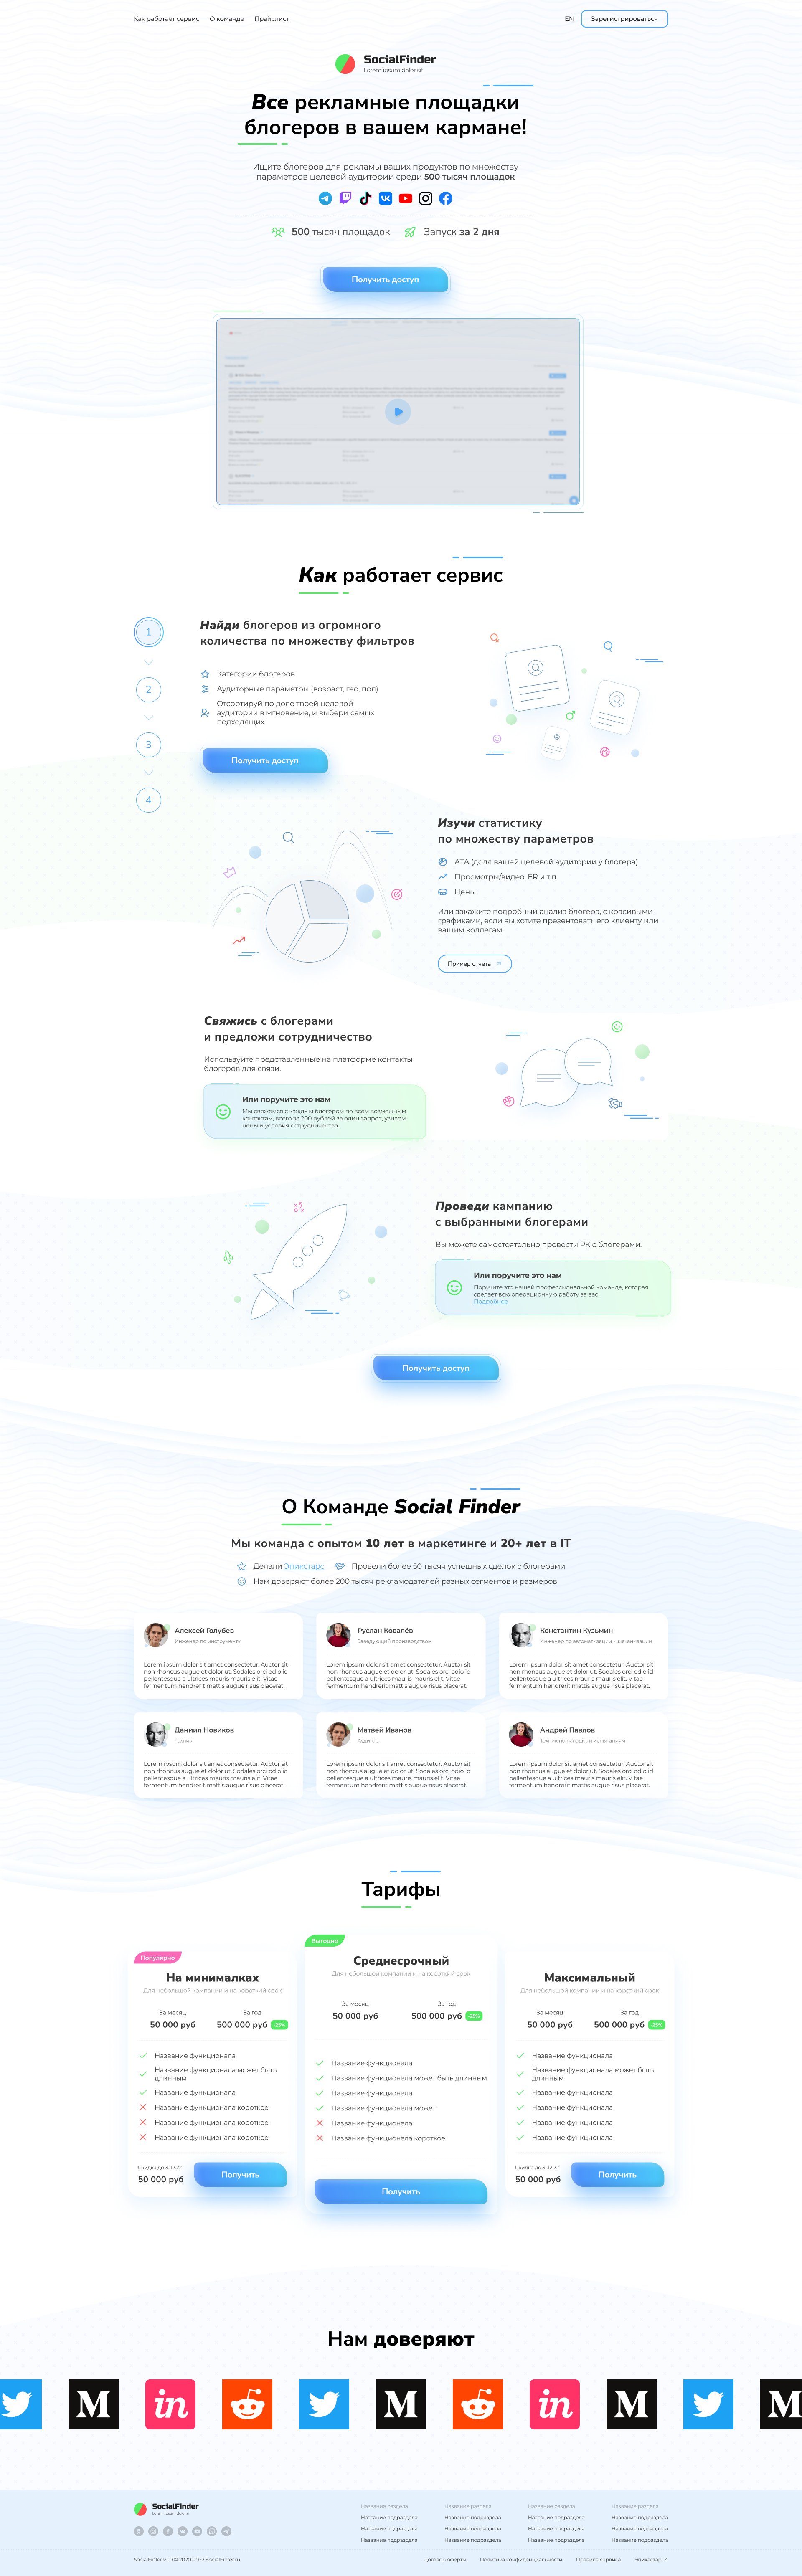 Как работает сервис
О команде
Прайслист
EN
Зарегистрироваться
SocialFinder
Lorem ipsum dolor sit
Все рекламные площадки
блогеров в вашем кармане!
Ищите блогеров для рекламы ваших продуктов по множеству
параметров целевой аудитории среди 500 тысяч площадок
500 тысяч площадок
Запуск за 2 дня
Получить доступ
Как работает сервис
1
2
3
4
Найди блогеров из огромного
количества по множеству фильтров
Категории блогеров
Аудиторные параметры (возраст, гео, пол)
Отсортируй по доле твоей целевой
аудитории в мгновение, и выбери самых
подходящих.
Получить доступ
Изучи статистику
по множеству параметров
АТА (доля вашей целевой аудитории у блогера)
Просмотры/видео, ER и т.п
Цены
Или закажите подробный анализ блогера, с красивыми
графиками, если вы хотите презентовать его клиенту или
вашим коллегам.
Пример отчета
Свяжись с блогерами
и предложи сотрудничество
Используйте представленные на платформе контакты
блогеров для связи.
Или поручите это нам
Мы свяжемся с каждым блогером по всем возможным
контактам, всего за 200 рублей за один запрос, узнаем
цены и условия сотрудничества.
Проведи кампанию
с выбранными блогерами
Вы можете самостоятельно провести РК с блогерами.
Или поручите это нам
Поручите это нашей профессиональной команде, которая
сделает всю операционную работу за вас.
Подробнее
Получить доступ
О Команде Social Finder
Мы команда с опытом 10 лет в маркетинге и 20+ лет в IT
Делали Эпикстарс
Провели более 50 тысяч успешных сделок с блогерами
Нам доверяют более 200 тысяч рекламодателей разных сегментов и размеров
Алексей Голубев
Инженер по инструменту
Lorem ipsum dolor sit amet consectetur. Auctor sit
non rhoncus augue et dolor ut. Sodales orci odio id
pellentesque a ultrices mauris mauris elit. Vitae
fermentum hendrerit mattis augue risus placerat.
Руслан Ковалёв
Заведующий производством
Lorem ipsum dolor sit amet consectetur. Auctor sit
non rhoncus augue et dolor ut. Sodales orci odio id
pellentesque a ultrices mauris mauris elit. Vitae
fermentum hendrerit mattis augue risus placerat.
Константин Кузьмин
Инженер по автоматизации и механизации
Lorem ipsum dolor sit amet consectetur. Auctor sit
non rhoncus augue et dolor ut. Sodales orci odio id
pellentesque a ultrices mauris mauris elit. Vitae
fermentum hendrerit mattis augue risus placerat.
Даниил Новиков
Техник
Lorem ipsum dolor sit amet consectetur. Auctor sit
non rhoncus augue et dolor ut. Sodales orci odio id
pellentesque a ultrices mauris mauris elit. Vitae
fermentum hendrerit mattis augue risus placerat.
Матвей Иванов
Аудитор
Lorem ipsum dolor sit amet consectetur. Auctor sit
non rhoncus augue et dolor ut. Sodales orci odio id
pellentesque a ultrices mauris mauris elit. Vitae
fermentum hendrerit mattis augue risus placerat.
Андрей Павлов
Техник по наладке и испытаниям
Lorem ipsum dolor sit amet consectetur. Auctor sit
non rhoncus augue et dolor ut. Sodales orci odio id
pellentesque a ultrices mauris mauris elit. Vitae
fermentum hendrerit mattis augue risus placerat.
Тарифы
Популярно
На минималках
Для небольшой компании и на короткий срок
За месяц
За год
50 000 руб
500 000 руб
-25%
Название функционала
Название функционала может быть
длинным
Название функционала
Название функционала короткое
Название функционала короткое
Название функционала короткое
Скидка до 31.12.22
50 000 руб
Получить
Выгодно
Среднесрочный
Для небольшой компании и на короткий срок
За месяц
За год
50 000 руб
500 000 руб
-25%
Название функционала
Название функционала может быть длинным
Название функционала
Название функционала может
Название функционала
Название функционала короткое
Получить
Максимальный
Для небольшой компании и на короткий срок
За месяц
За год
50 000 руб
500 000 руб
-25%
Название функционала
Название функционала может быть
длинным
Название функционала
Название функционала
Название функционала
Название функционала
Скидка до 31.12.22
50 000 руб
Получить
Нам доверяют
M
in
M
in
M
M
SocialFinder
Lorem ipsum dolor sit
Название раздела
Название подраздела
Название подраздела
Название подраздела
Название раздела
Название подраздела
Название подраздела
Название подраздела
Название раздела
Название подраздела
Название подраздела
Название подраздела
Название раздела
Название подраздела
Название подраздела
Название подраздела
SocialFinfer v.1.0 © 2020-2022 SocialFinfer.ru
Договор оферты
Политика конфиденциальности
Правила сервиса
Эпикастар